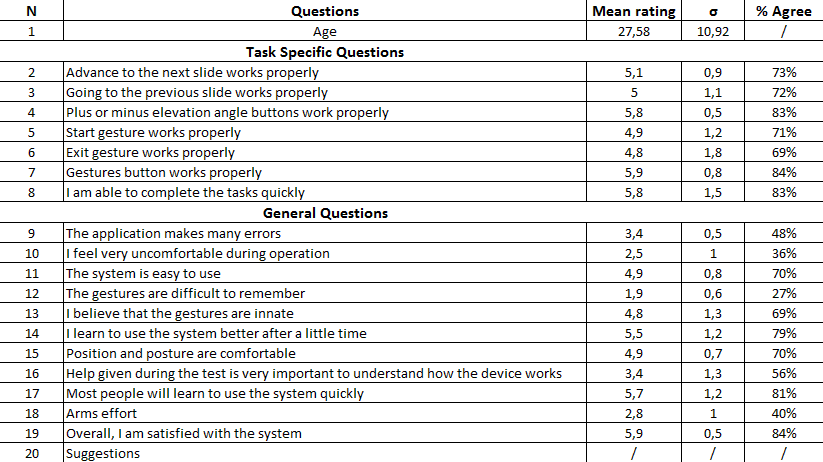 N Questions Mean rating σ % Agree
1 Age 27,58 10,92 /
Task Specific Questions
2 Advance to the next slide works properly 5,1 0,9 73%
3 Going to the previous slide works properly 5 1,1 72%
4 Plus or minus elevation angle buttons work properly 5,8 0,5 83%
5 Start gesture works properly 4,9 1,2 71%
6 Exit gesture works properly 4,8 1,8 69%
7 Gestures button works properly 5,9 0,8 84%
8 I am able to complete the tasks quickly 5,8 1,5 83%
General Questions
9 The application makes many errors 3,4 0,5 48%
10 I feel very uncomfortable during operation 2,5 1 36%
11 The system is easy to use 4,9 0,8 70%
12 The gestures are difficult to remember 1,9 0,6 27%
13 I believe that the gestures are innate 4,8 1,3 69%
14 I learn to use the system better after a little time 5,5 1,2 79%
15 Position and posture are comfortable 4,9 0,7 70%
16 Help given during the test is very important to understand how the device works 3,4 1,3 56%
17 Most people will learn to use the system quickly 5,7 1,2 81%
18 Arms effort 2,8 1 40%
19 Overall, I am satisfied with the system 5,9 0,5 84%
20 Suggestions / / /